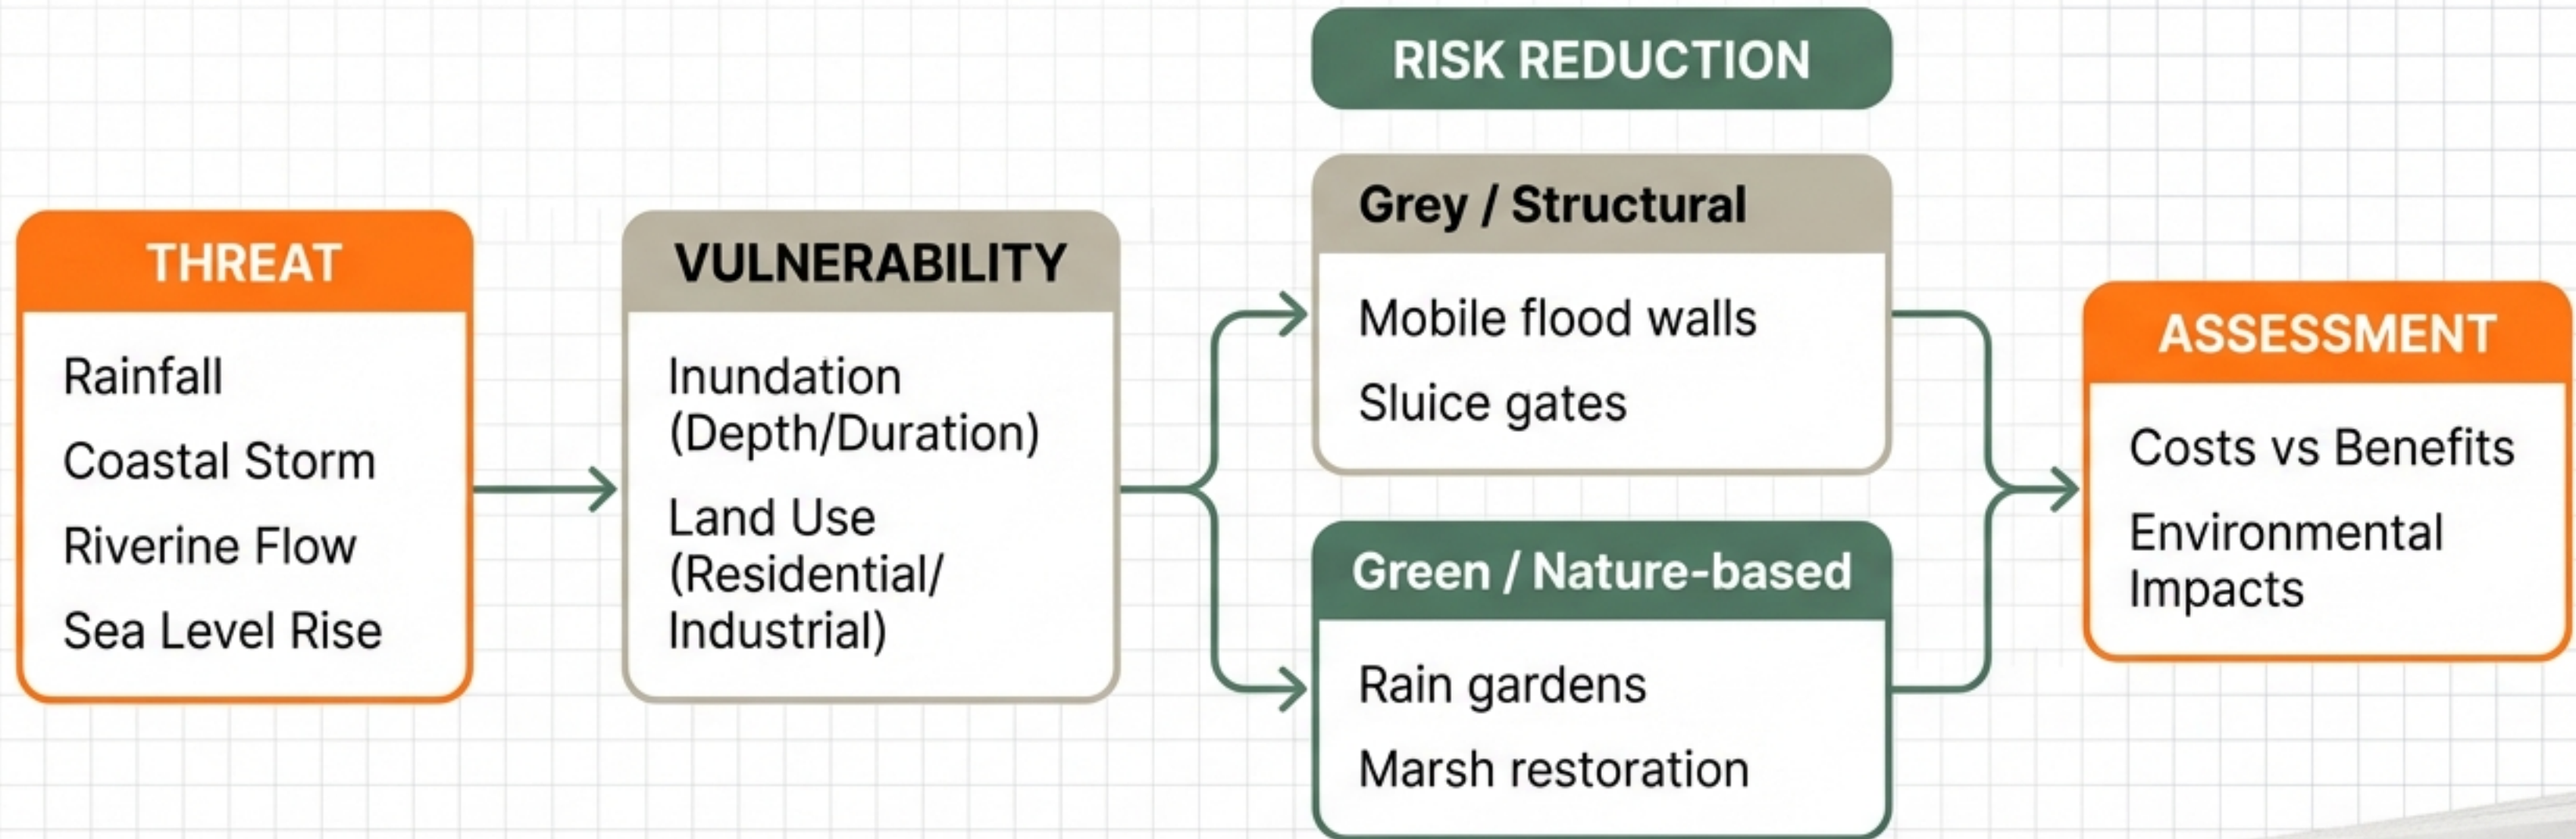 RISK REDUCTION
THREAT
Rainfall
Coastal Storm
Riverine Flow
Sea Level Rise
VULNERABILITY
Inundation
(Depth/Duration)
Land Use
(Residential/
Industrial)
Grey / Structural
Mobile flood walls
Sluice gates
Green / Nature-based
Rain gardens
Marsh restoration
ASSESSMENT
Costs vs Benefits
Environmental
Impacts